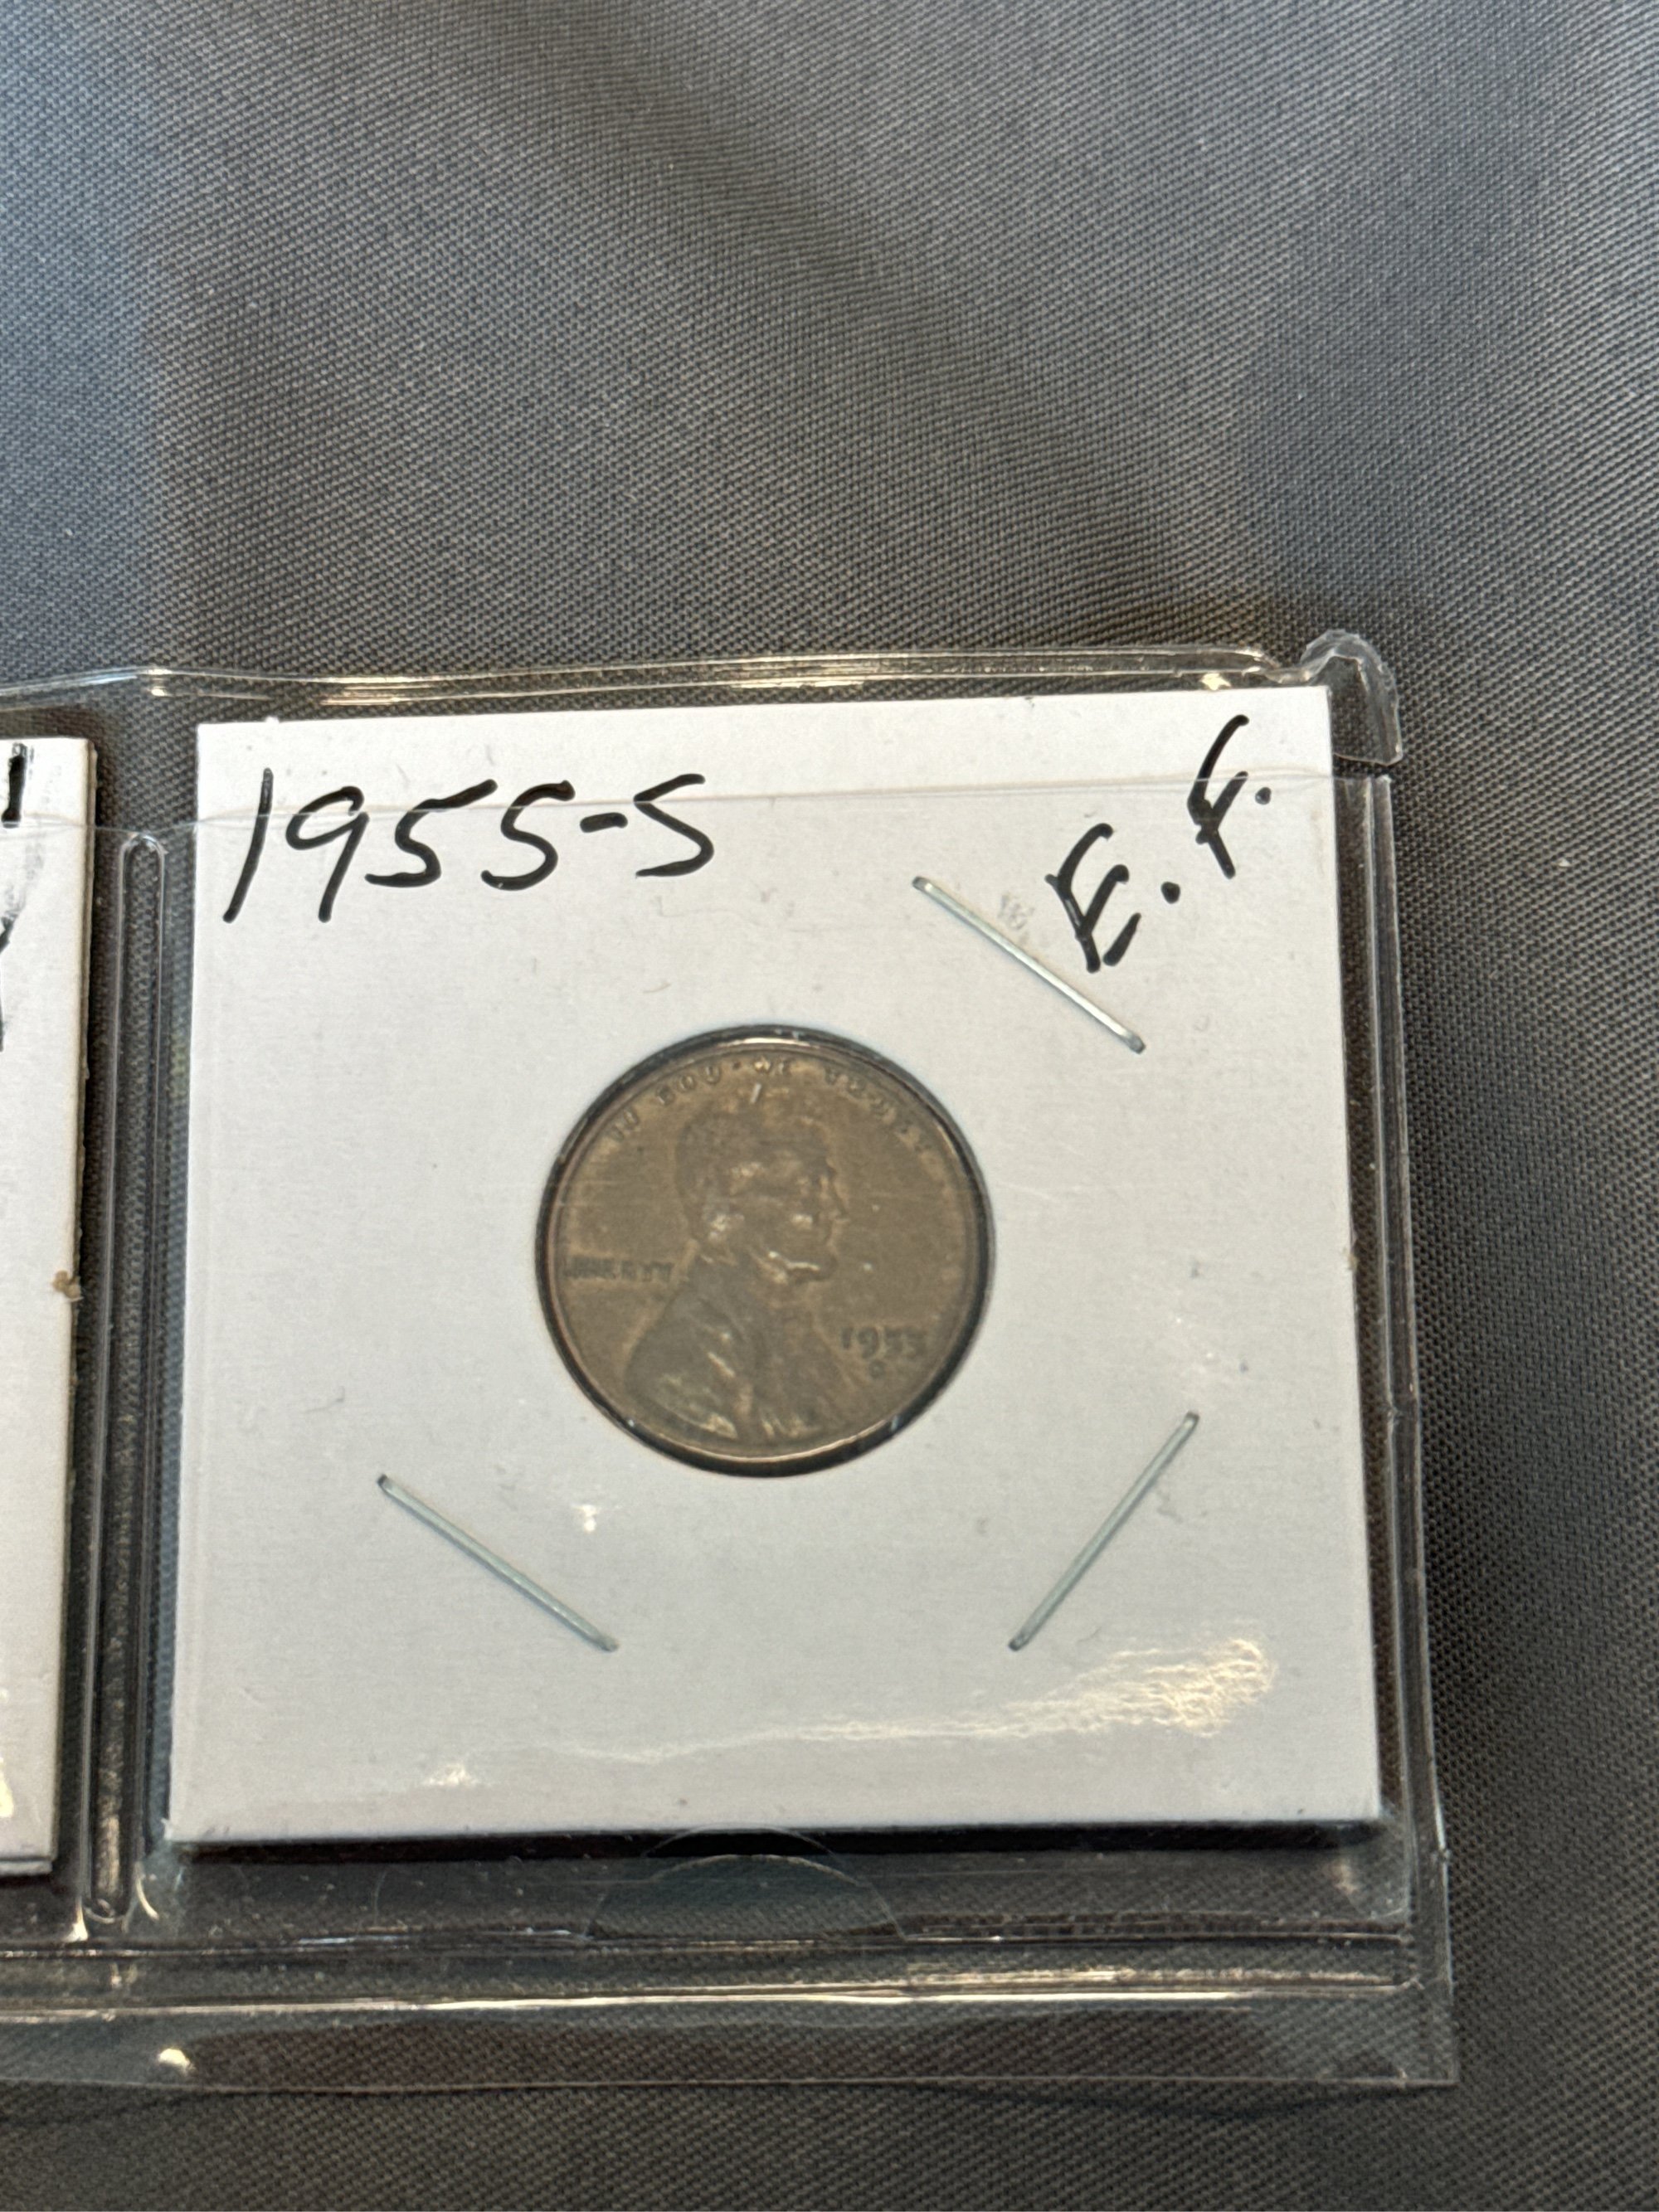 1955-S
E.F.
IN GOD WE TRUST
LIBERTY
1955